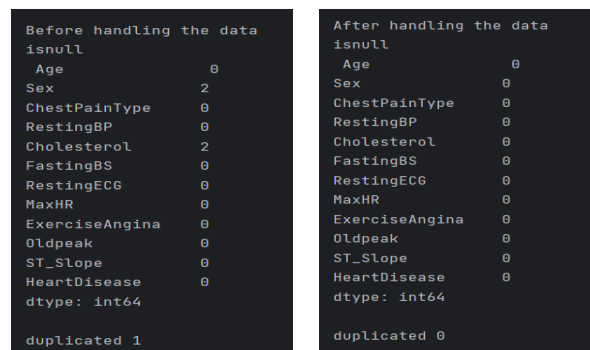 Before handling the data
isnull
Age 0
Sex 2
ChestPainType 0
RestingBP 0
Cholesterol 2
FastingBS 0
RestingECG 0
MaxHR 0
ExerciseAngina 0
Oldpeak 0
ST_Slope 0
HeartDisease 0
dtype: int64
duplicated 1
After handling the data
isnull
Age 0
Sex 0
ChestPainType 0
RestingBP 0
Cholesterol 0
FastingBS 0
RestingECG 0
MaxHR 0
ExerciseAngina 0
Oldpeak 0
ST_Slope 0
HeartDisease 0
dtype: int64
duplicated 0